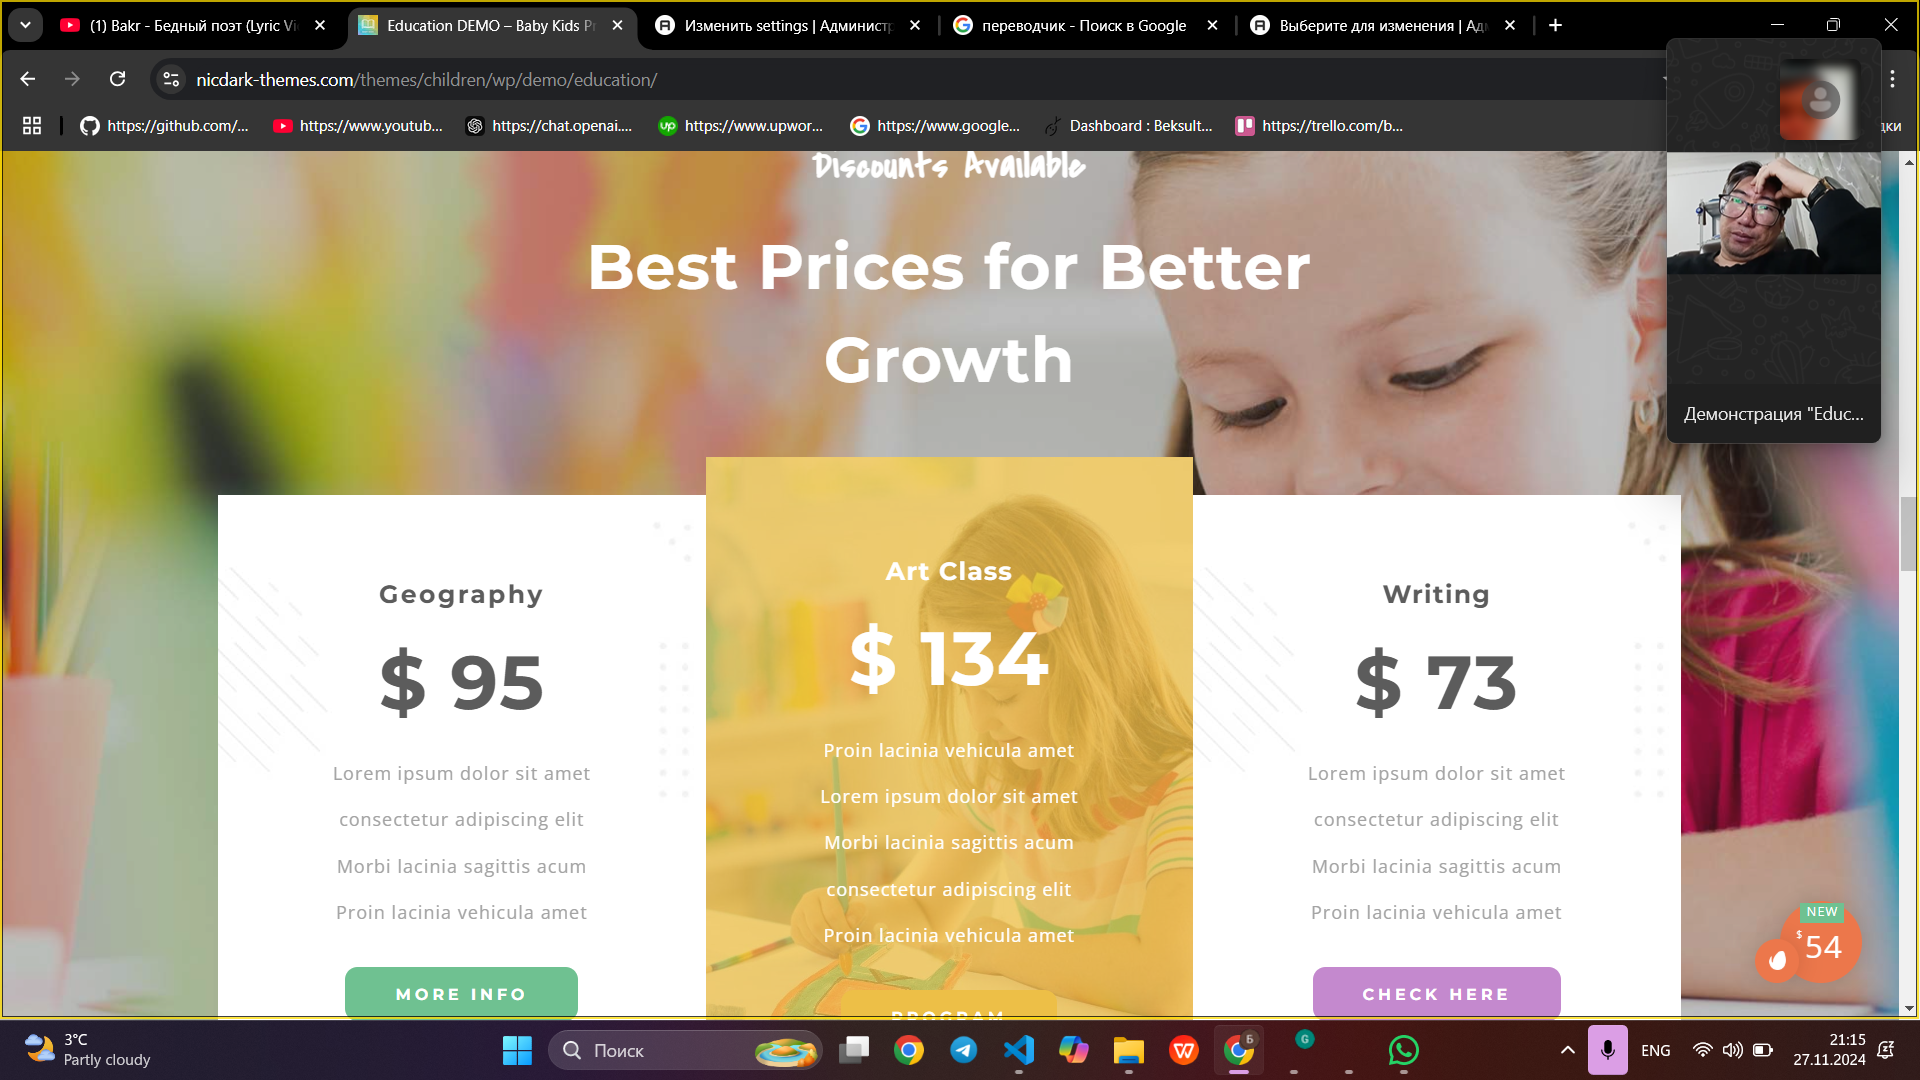 (1) Bakr - Бедный поэт (Lyric Vi
Education DEMO – Baby Kids Pr
Изменить settings | Администр
переводчик - Поиск в Google
Выберите для изменения | Адм
nicdark-themes.com/themes/children/wp/demo/education/
https://github.com/...
https://www.youtub...
https://chat.openai....
https://www.upwor...
https://www.google...
Dashboard : Beksult...
https://trello.com/b...
дки
Демонстрация "Educ...
Discounts Available
Best Prices for Better
Growth
Geography
$ 95
Lorem ipsum dolor sit amet
consectetur adipiscing elit
Morbi lacinia sagittis acum
Proin lacinia vehicula amet
MORE INFO
Art Class
$ 134
Proin lacinia vehicula amet
Lorem ipsum dolor sit amet
Morbi lacinia sagittis acum
consectetur adipiscing elit
Proin lacinia vehicula amet
PROGRAM
Writing
$ 73
Lorem ipsum dolor sit amet
consectetur adipiscing elit
Morbi lacinia sagittis acum
Proin lacinia vehicula amet
CHECK HERE
NEW
$ 54
3°C
Partly cloudy
Поиск
ENG
21:15
27.11.2024